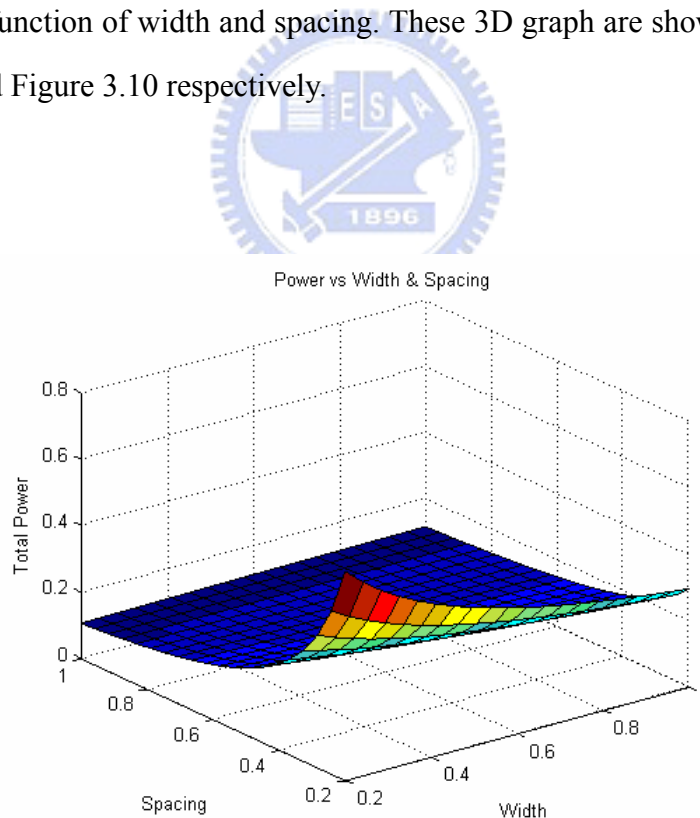 function of width and spacing. These 3D graph are show
Figure 3.10 respectively.
E S A
1896
Power vs Width & Spacing
0.8
0.6
0.4
0.2
0
Total Power
1
0.8
0.6
0.4
0.2
Spacing
0.2
0.4
0.6
0.8
Width